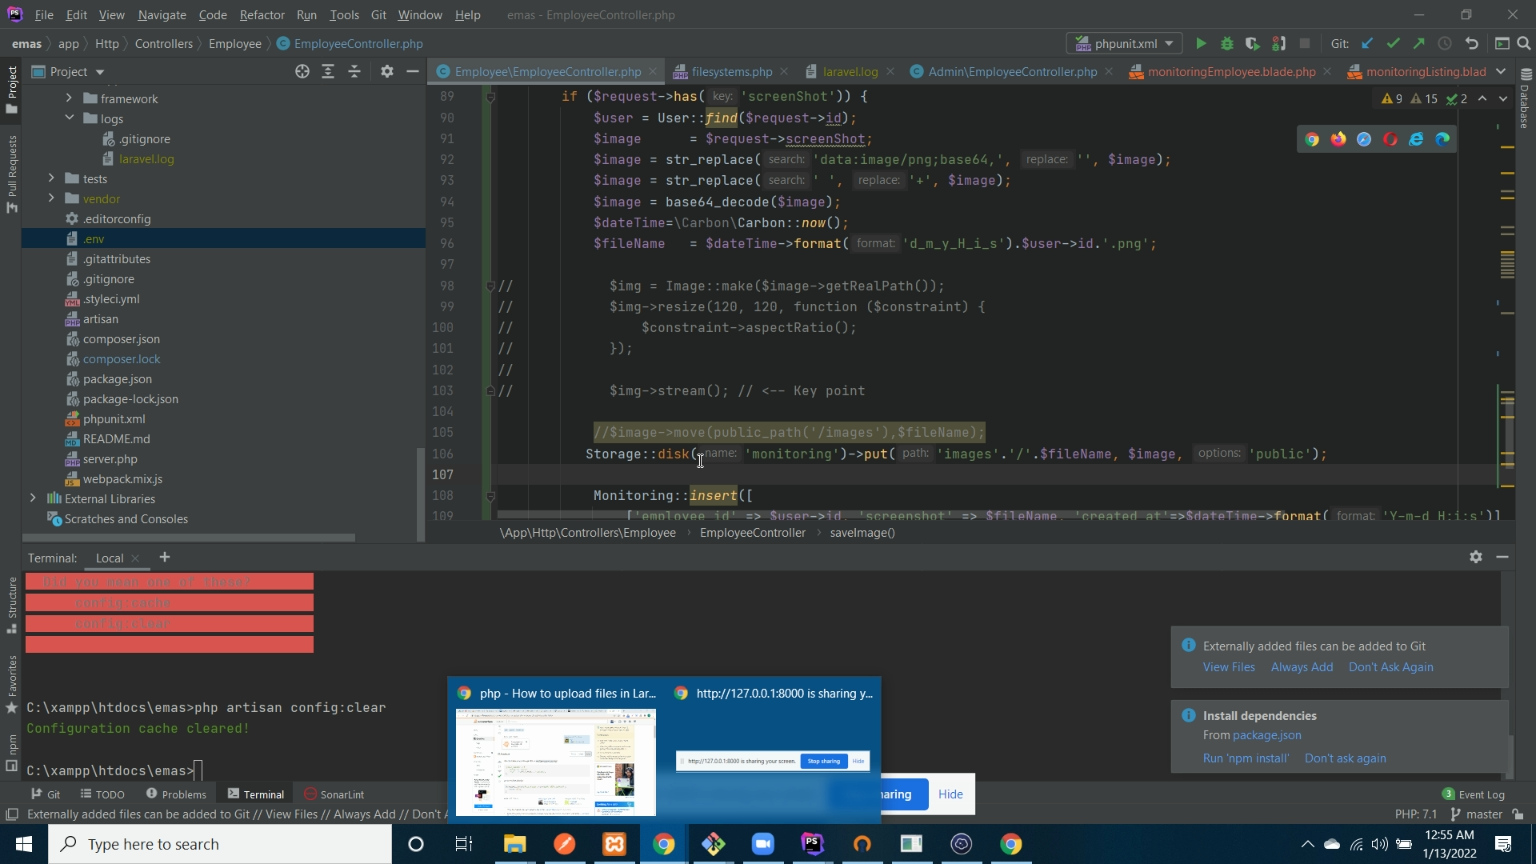 File Edit View Navigate Code Refactor Run Tools Git Window Help emas - EmployeeController.php
emas app Http Controllers Employee EmployeeController.php phpunit.xml Git:
Project Employee\EmployeeController.php filesystems.php laravel.log Admin\EmployeeController.php monitoringEmployee.blade.php monitoringListing.blad
framework
logs
.gitignore
laravel.log
tests
vendor
.editorconfig
.env
.gitattributes
.gitignore
.styleci.yml
artisan
composer.json
composer.lock
package.json
package-lock.json
phpunit.xml
README.md
server.php
webpack.mix.js
External Libraries
Scratches and Consoles
Project
Pull Requests
Structure
Favorites
npm
Database
9 15 2
89 if ($request->has( key: 'screenShot')) {
90 $user = User::find($request->id);
91 $image = $request->screenShot;
92 $image = str_replace( search: 'data:image/png;base64,', replace: '', $image);
93 $image = str_replace( search: ' ', replace: '+', $image);
94 $image = base64_decode($image);
95 $dateTime=\Carbon\Carbon::now();
96 $fileName = $dateTime->format( format: 'd_m_y_H_i_s').$user->id.'.png';
97
98 // $img = Image::make($image->getRealPath());
99 // $img->resize(120, 120, function ($constraint) {
100 // $constraint->aspectRatio();
101 // });
102 //
103 // $img->stream(); // <-- Key point
104
105 //$image->move(public_path('/images'),$fileName);
106 Storage::disk( name: 'monitoring')->put( path: 'images'.'/'.$fileName, $image, options: 'public');
107
108 Monitoring::insert([
109 ['employee_id' => $user->id, 'screenshot' => $fileName, 'created_at'=>$dateTime->format( format: 'Y-m-d H:i:s')]
\App\Http\Controllers\Employee EmployeeController saveImage()
Terminal: Local
Did you mean one of these?
config:cache
config:clear
C:\xampp\htdocs\emas>php artisan config:clear
Configuration cache cleared!
C:\xampp\htdocs\emas>
Externally added files can be added to Git
View Files Always Add Don't Ask Again
Install dependencies
From package.json
Run 'npm install' Don't ask again
php - How to upload files in Lar... http://127.0.0.1:8000 is sharing y...
http://127.0.0.1:8000 is sharing your screen. Stop sharing Hide
haring Hide
Git TODO Problems Terminal SonarLint 3 Event Log
Externally added files can be added to Git // View Files // Always Add // Don't A PHP: 7.1 master
Type here to search
12:55 AM
1/13/2022